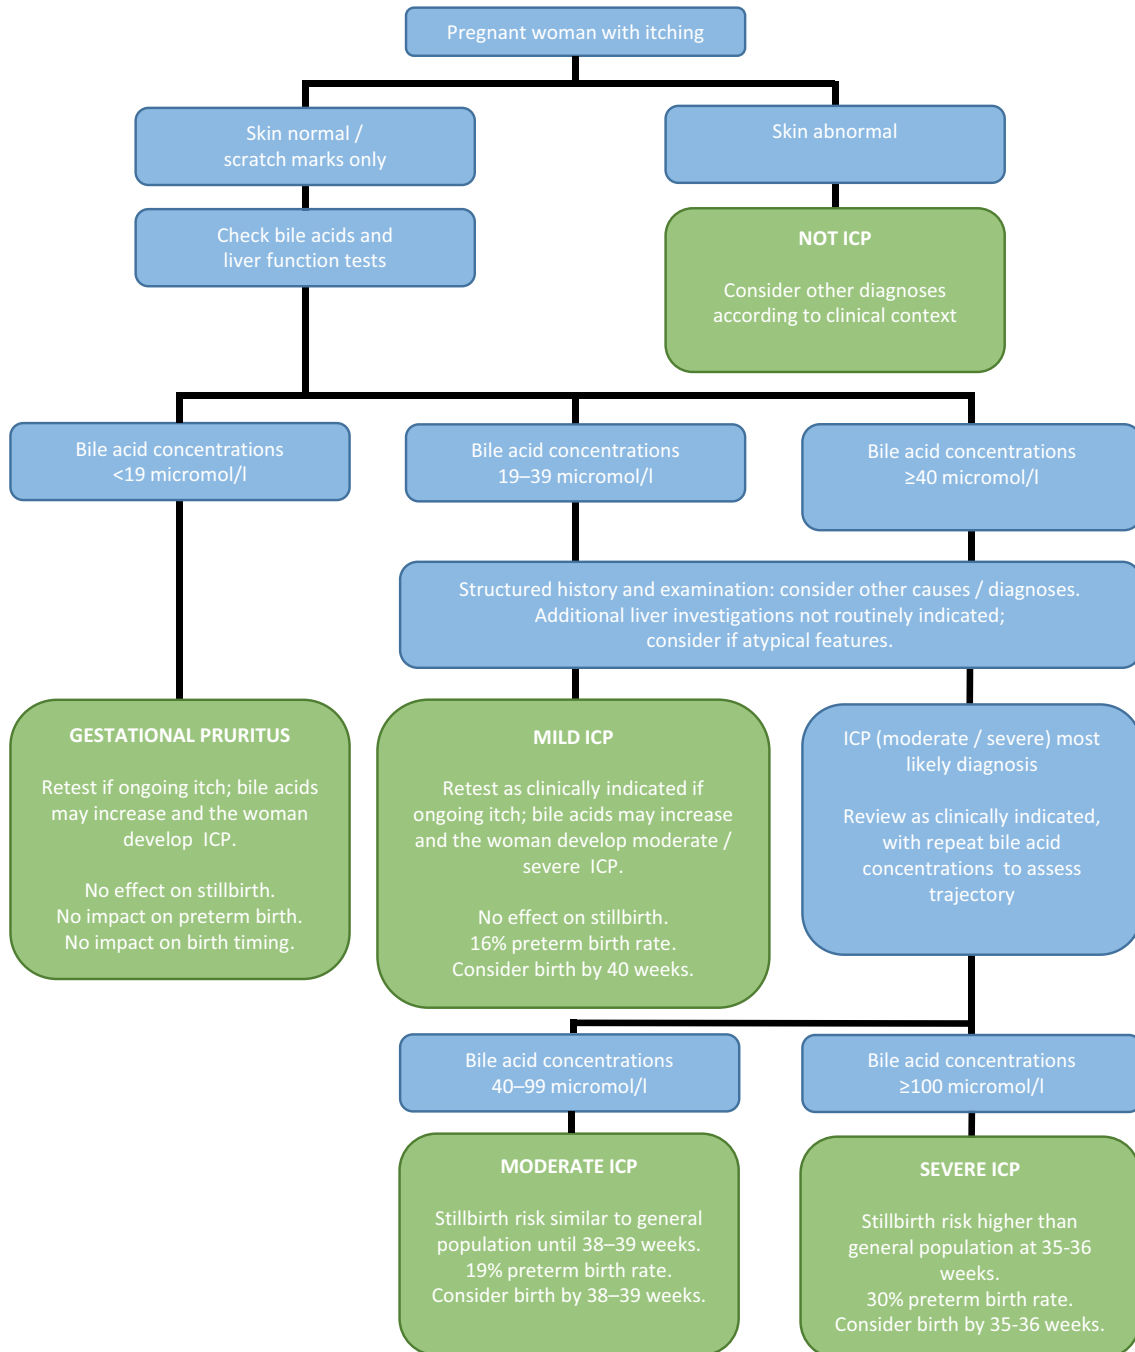 Pregnant woman with itching
Skin normal /
scratch marks only
Skin abnormal
Check bile acids and
liver function tests
NOT ICP
Consider other diagnoses
according to clinical context
Bile acid concentrations
<19 micromol/l
Bile acid concentrations
19–39 micromol/l
Bile acid concentrations
≥40 micromol/l
Structured history and examination: consider other causes / diagnoses.
Additional liver investigations not routinely indicated;
consider if atypical features.
GESTATIONAL PRURITUS
Retest if ongoing itch; bile acids
may increase and the woman
develop ICP.
No effect on stillbirth.
No impact on preterm birth.
No impact on birth timing.
MILD ICP
Retest as clinically indicated if
ongoing itch; bile acids may increase
and the woman develop moderate /
severe ICP.
No effect on stillbirth.
16% preterm birth rate.
Consider birth by 40 weeks.
ICP (moderate / severe) most
likely diagnosis
Review as clinically indicated,
with repeat bile acid
concentrations to assess
trajectory
Bile acid concentrations
40–99 micromol/l
Bile acid concentrations
≥100 micromol/l
MODERATE ICP
Stillbirth risk similar to general
population until 38–39 weeks.
19% preterm birth rate.
Consider birth by 38–39 weeks.
SEVERE ICP
Stillbirth risk higher than
general population at 35-36
weeks.
30% preterm birth rate.
Consider birth by 35-36 weeks.